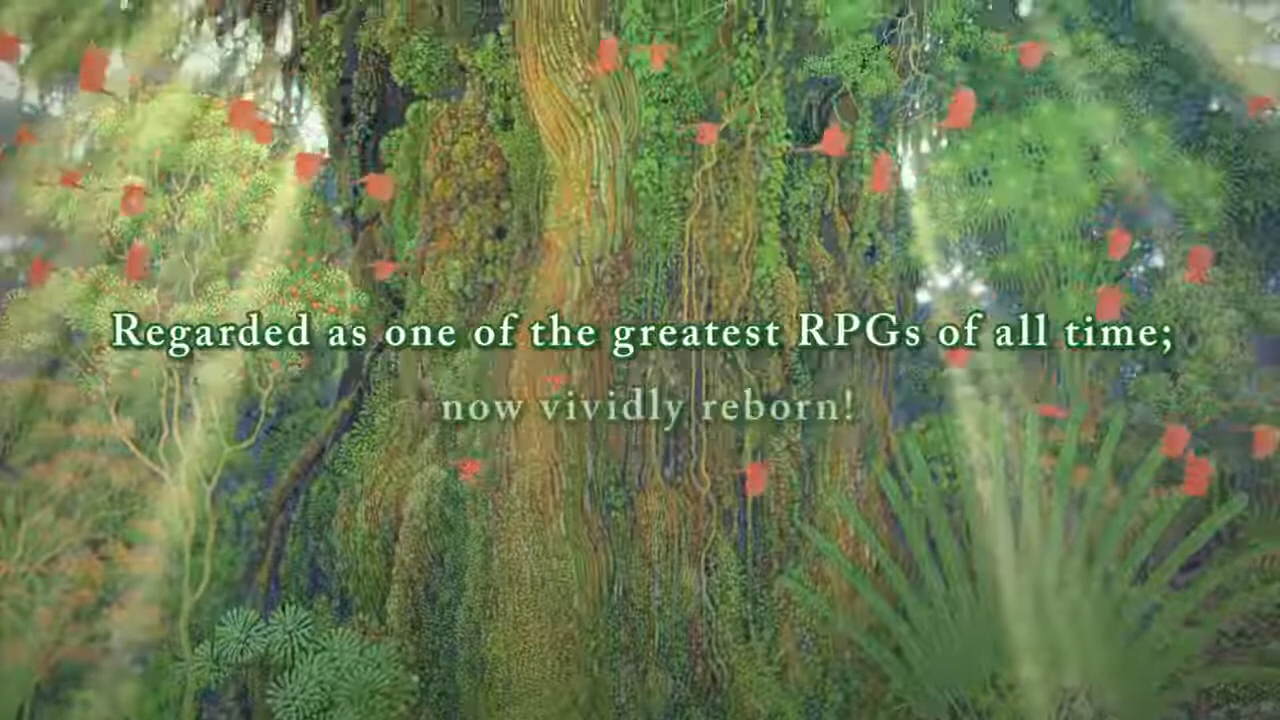 Regarded as one of the greatest RPGs of all time;
now vividly reborn!